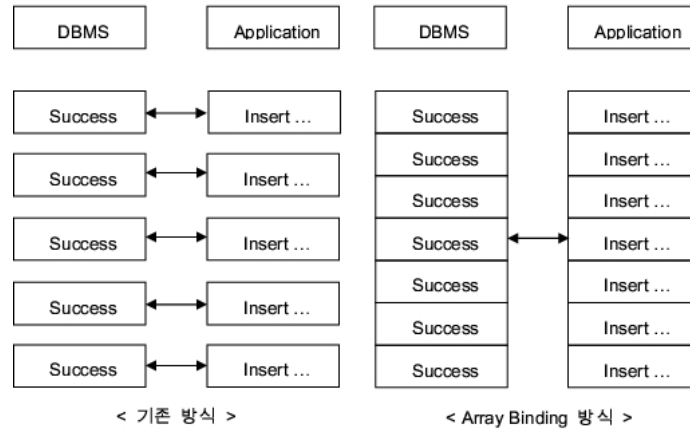 DBMS Application DBMS Application
Success Insert ... Success Insert ...
Success Insert ... Success Insert ...
Success Insert ... Success Insert ...
Success Insert ... Success Insert ...
Success Insert ... Success Insert ...
Success Insert ...
Success Insert ...
< 기존 방식 > < Array Binding 방식 >